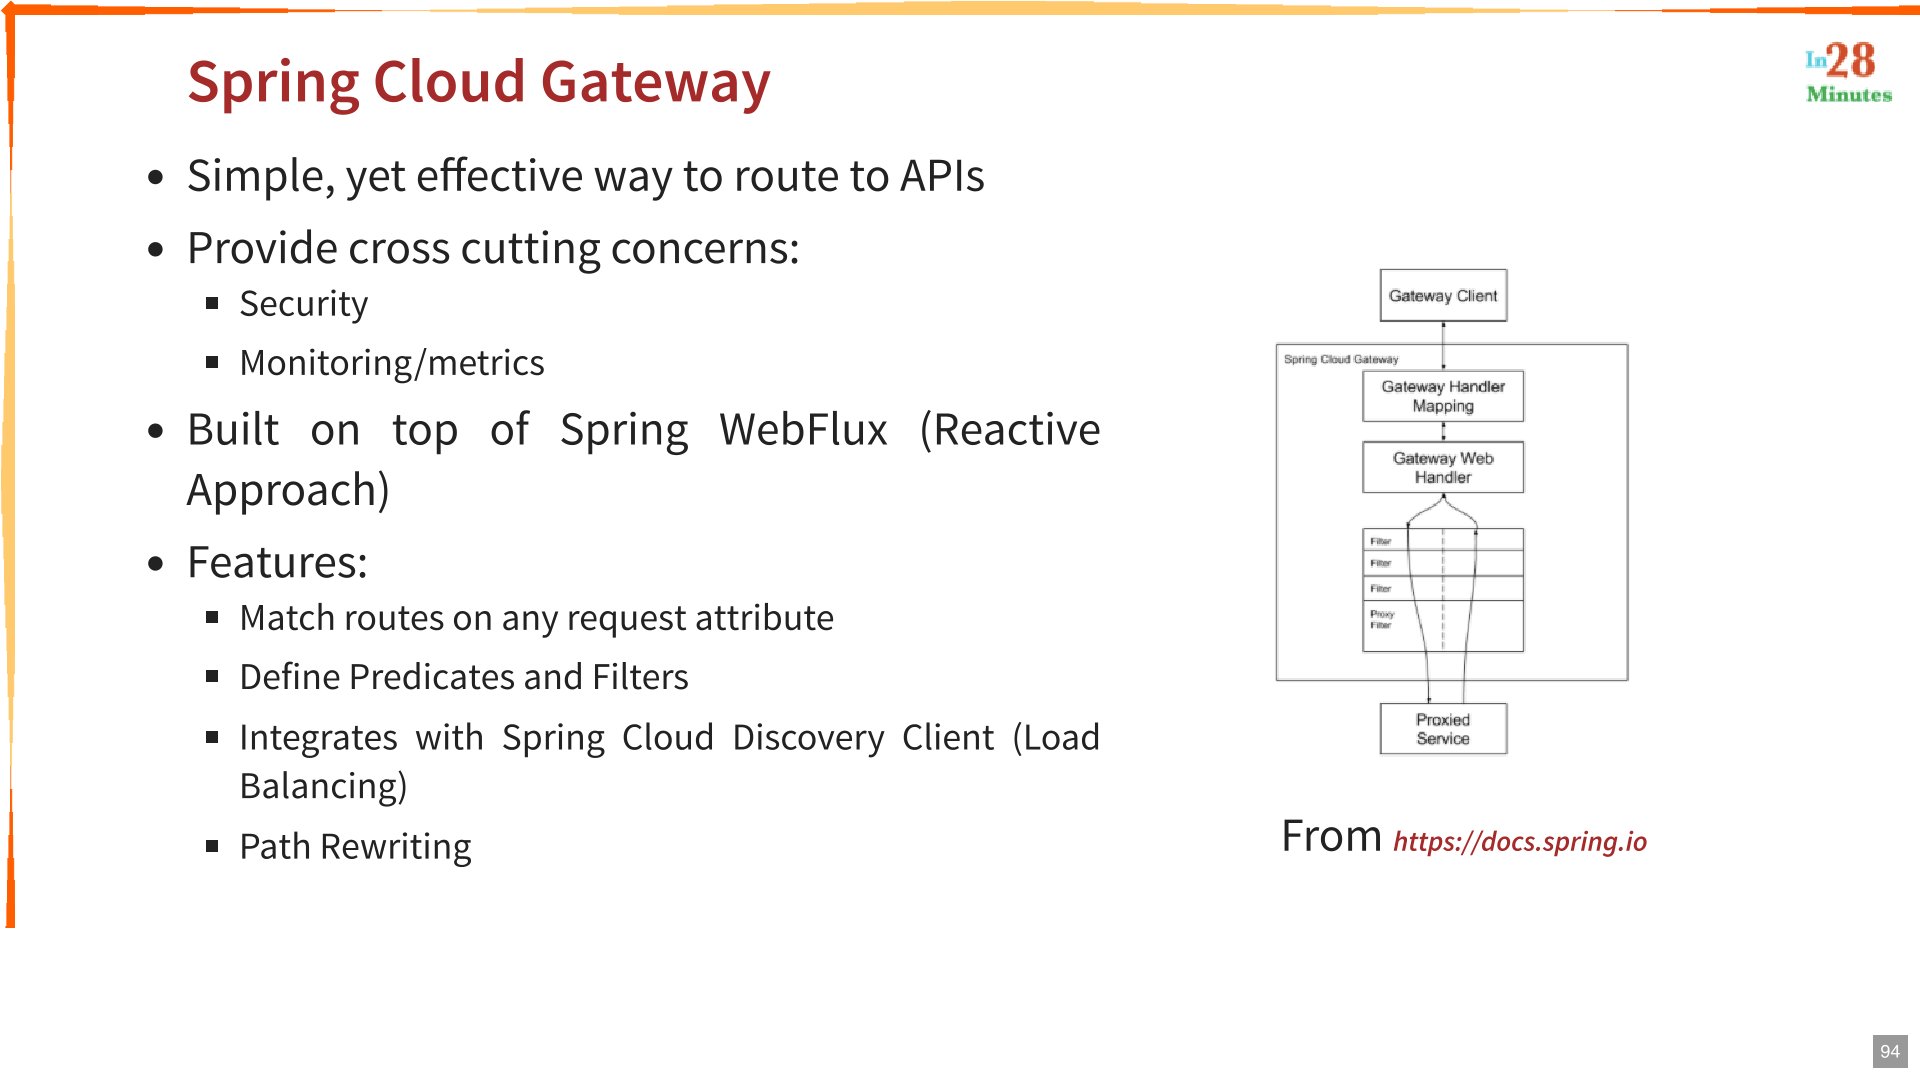 Spring Cloud Gateway
In28
Minutes
Simple, yet effective way to route to APIs
Provide cross cutting concerns:
Security
Monitoring/metrics
Built on top of Spring WebFlux (Reactive
Approach)
Features:
Match routes on any request attribute
Define Predicates and Filters
Integrates with Spring Cloud Discovery Client (Load
Balancing)
Path Rewriting
Gateway Client
Spring Cloud Gateway
Gateway Handler
Mapping
Gateway Web
Handler
Filter
Filter
Filter
Proxy
Filter
Proxied
Service
From https://docs.spring.io
94